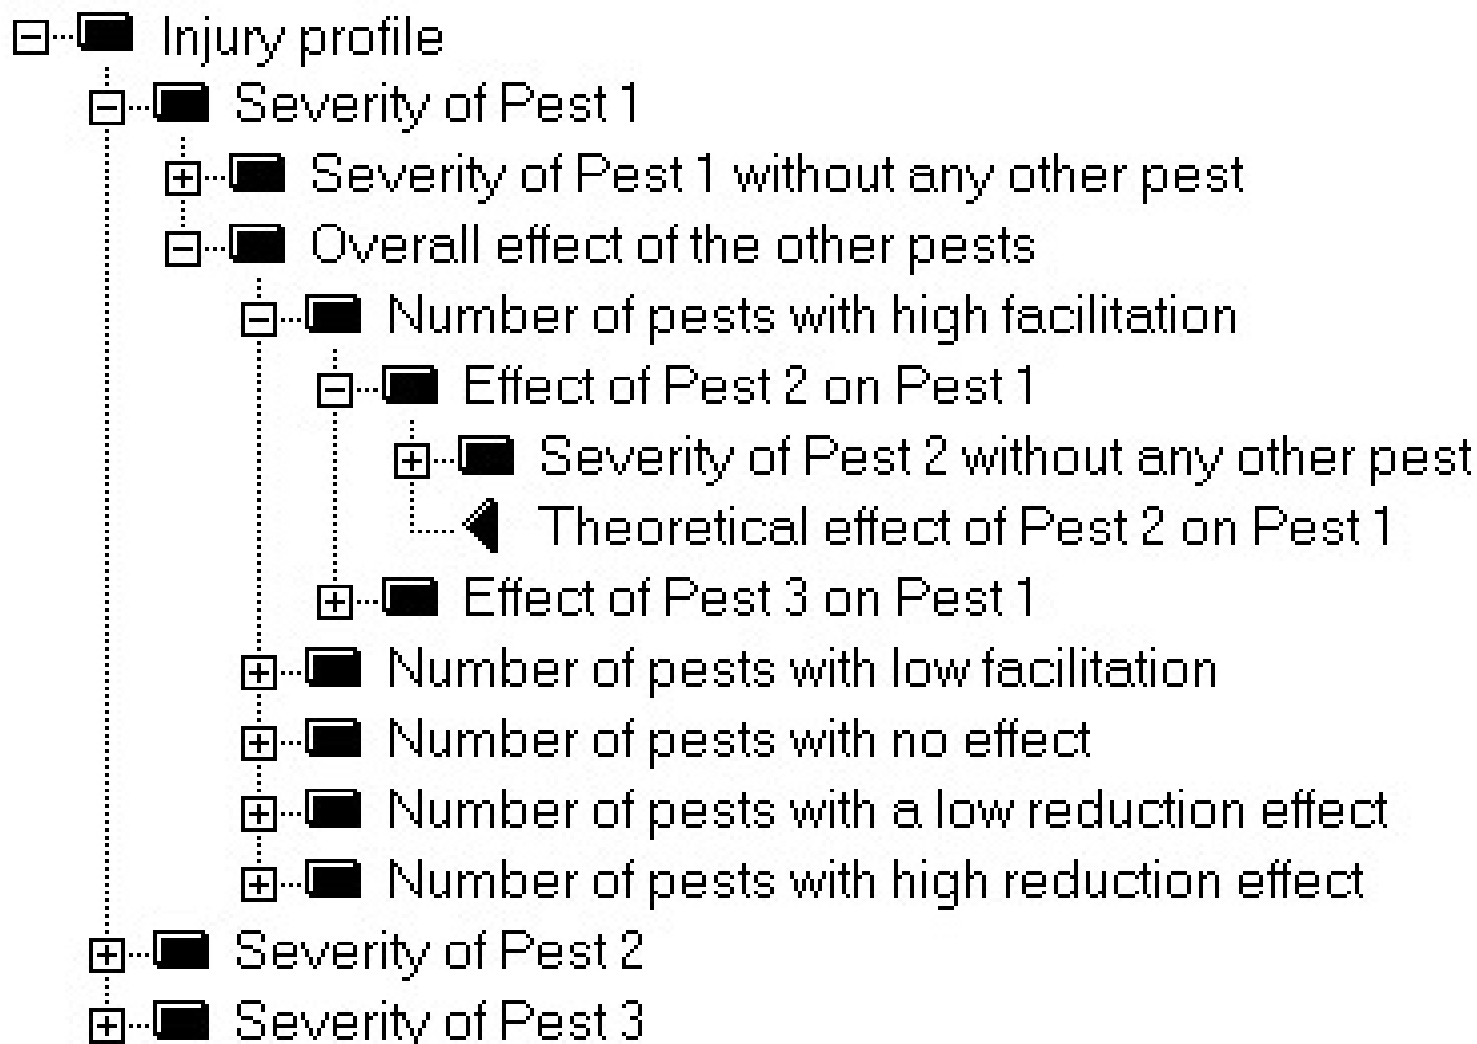 Injury profile
Severity of Pest 1
Severity of Pest 1 without any other pest
Overall effect of the other pests
Number of pests with high facilitation
Effect of Pest 2 on Pest 1
Severity of Pest 2 without any other pest
Theoretical effect of Pest 2 on Pest 1
Effect of Pest 3 on Pest 1
Number of pests with low facilitation
Number of pests with no effect
Number of pests with a low reduction effect
Number of pests with high reduction effect
Severity of Pest 2
Severity of Pest 3